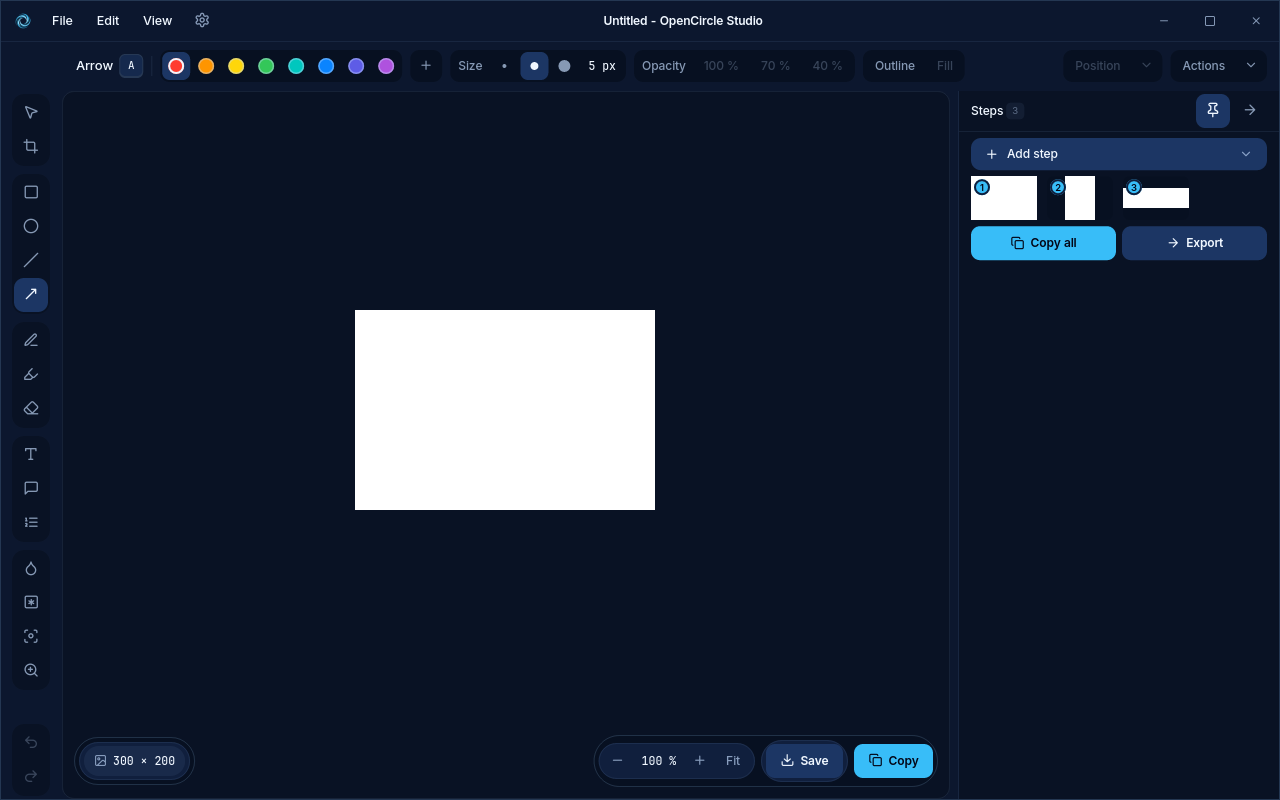 File Edit View Untitled - OpenCircle Studio
Arrow A Size 5 px Opacity 100 % 70 % 40 % Outline Fill Position Actions
Steps 3
Add step
1 2 3
Copy all Export
300 × 200 100 % Fit Save Copy